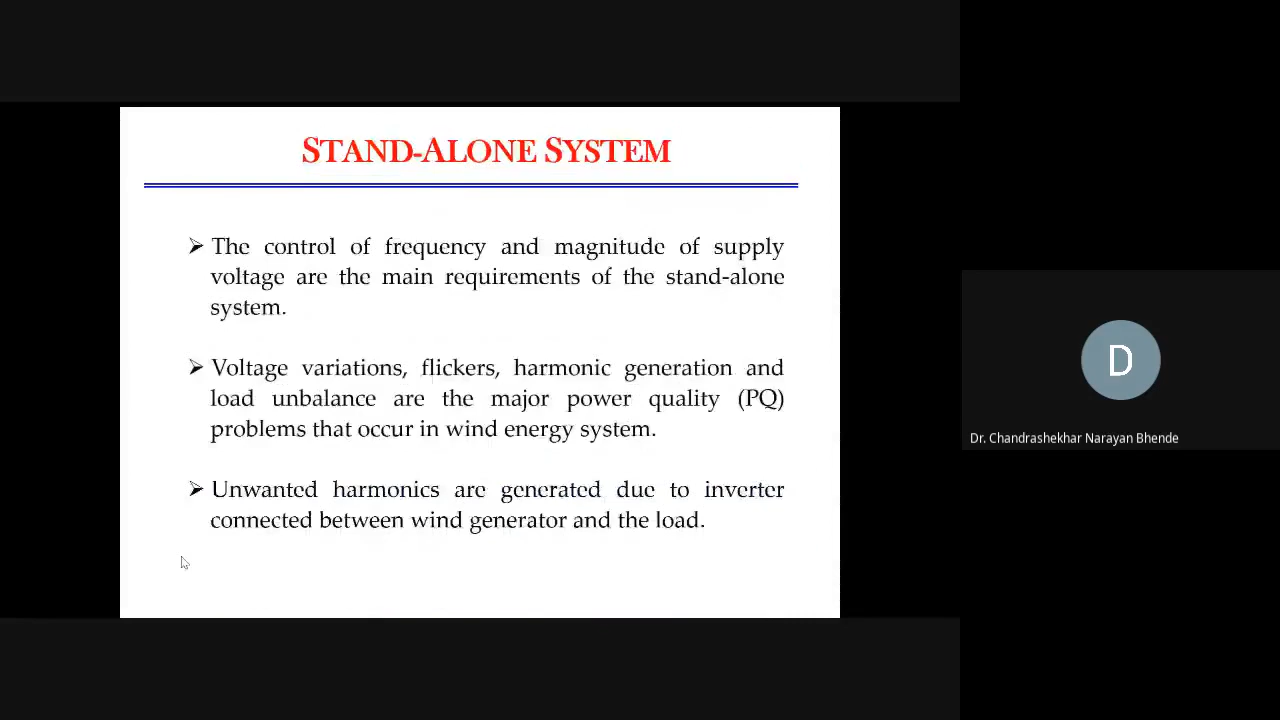 STAND-ALONE SYSTEM
➢ The control of frequency and magnitude of supply
voltage are the main requirements of the stand-alone
system.
➢ Voltage variations, flickers, harmonic generation and
load unbalance are the major power quality (PQ)
problems that occur in wind energy system.
➢ Unwanted harmonics are generated due to inverter
connected between wind generator and the load.
D
Dr. Chandrashekhar Narayan Bhende